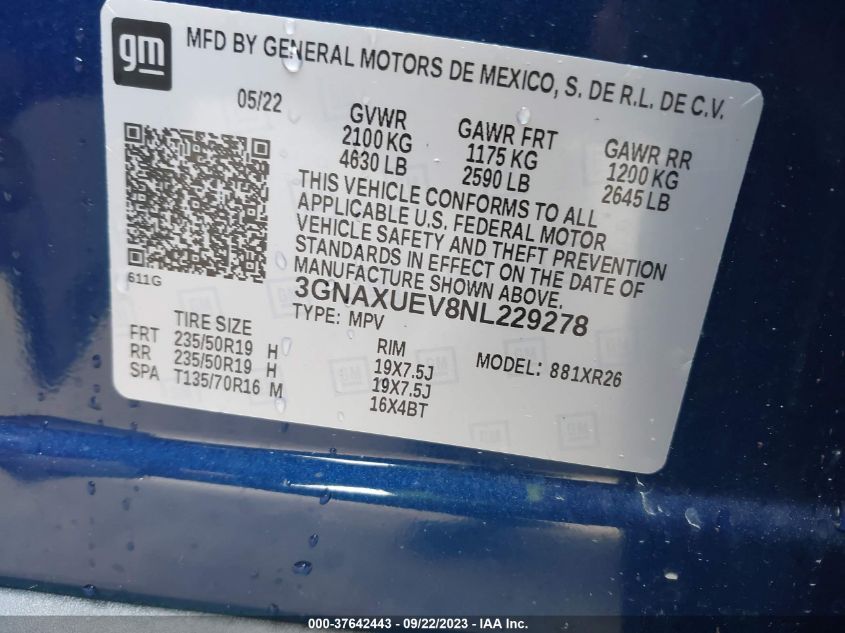 gm
MFD BY GENERAL MOTORS DE MEXICO, S. DE R.L. DE C.V.
05/22
GVWR
2100 KG
4630 LB
GAWR FRT
1175 KG
2590 LB
GAWR RR
1200 KG
2645 LB
THIS VEHICLE CONFORMS TO ALL
APPLICABLE U.S. FEDERAL MOTOR
VEHICLE SAFETY AND THEFT PREVENTION
STANDARDS IN EFFECT ON THE DATE OF
MANUFACTURE SHOWN ABOVE.
611G
3GNAXUEV8NL229278
TYPE: MPV
MODEL: 881XR26
TIRE SIZE
FRT 235/50R19 H
RR 235/50R19 H
SPA T135/70R16 M
RIM
19X7.5J
19X7.5J
16X4BT
000-37642443 - 09/22/2023 - IAA Inc.